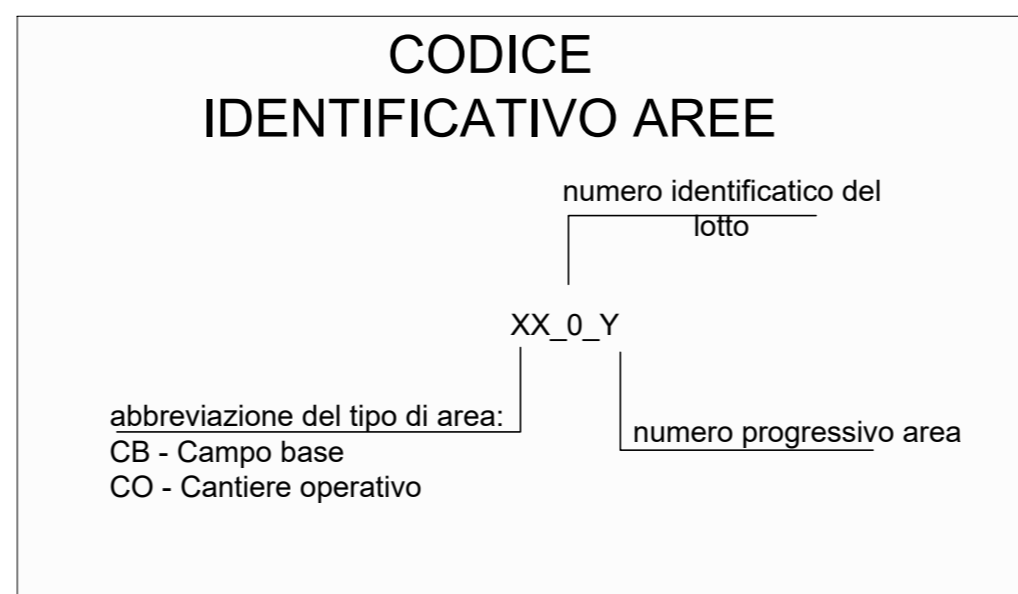 CODICE
IDENTIFICATIVO AREE
numero identificatico del
lotto
XX_0_Y
abbreviazione del tipo di area:
CB - Campo base
CO - Cantiere operativo
numero progressivo area